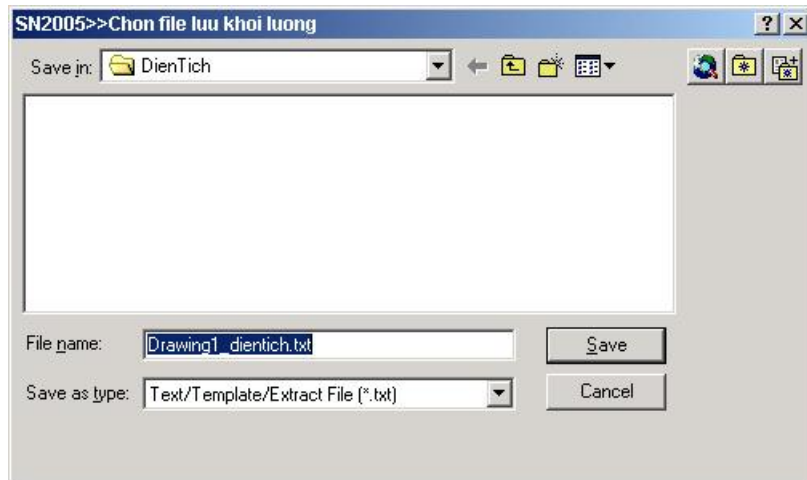 SN2005>>Chon file luu khoi luong
Save in: DienTich
File name: Drawing1_dientich.txt Save
Save as type: Text/Template/Extract File (*.txt) Cancel